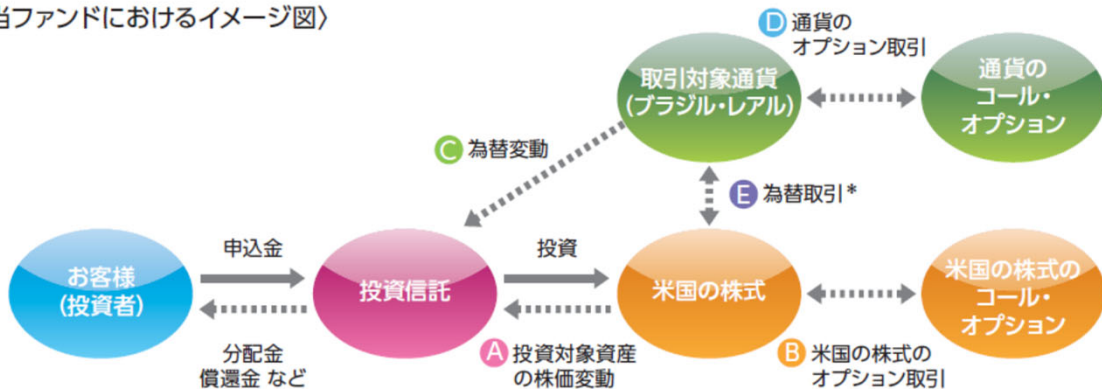 当ファンドにおけるイメージ図〉
D 通貨の
オプション取引
取引対象通貨
(ブラジル・レアル)
通貨の
コール・
オプション
C 為替変動
E 為替取引*
申込金
投資
お客様
(投資者)
投資信託
米国の株式
米国の株式の
コール・
オプション
分配金
償還金 など
A 投資対象資産
の株価変動
B 米国の株式の
オプション取引